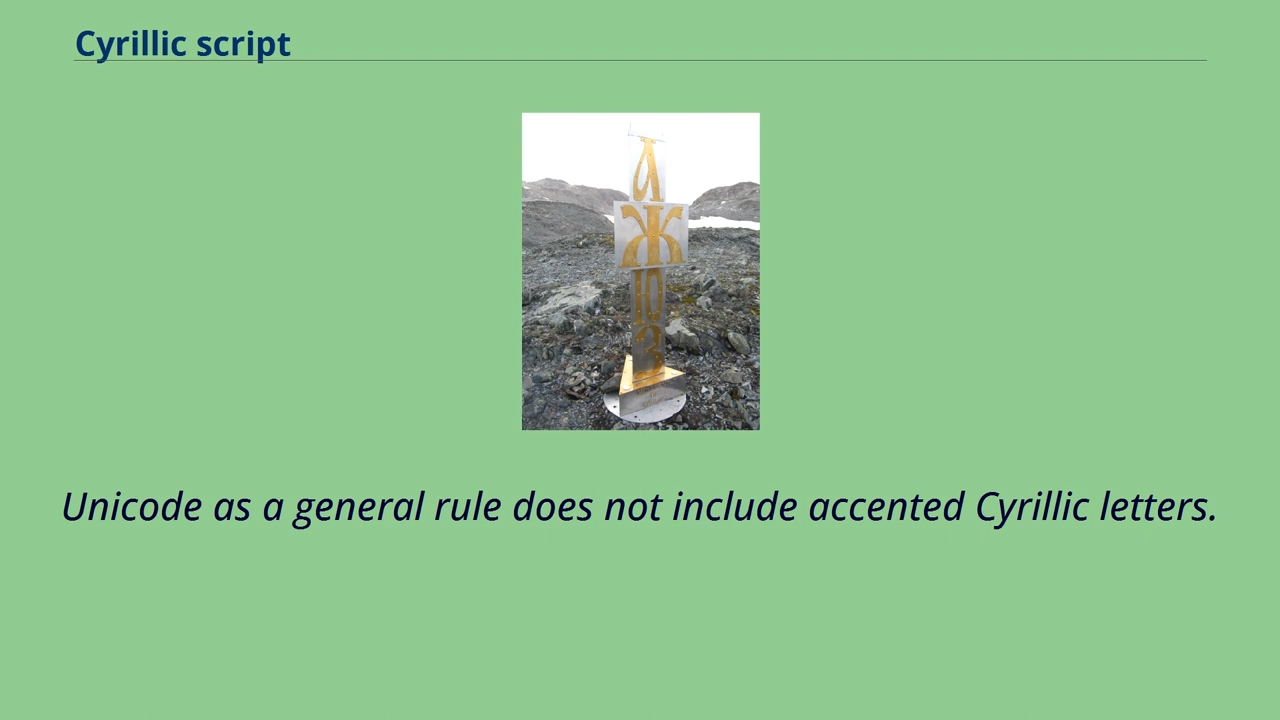 Cyrillic script
А
Ж
Ю
З
Unicode as a general rule does not include accented Cyrillic letters.